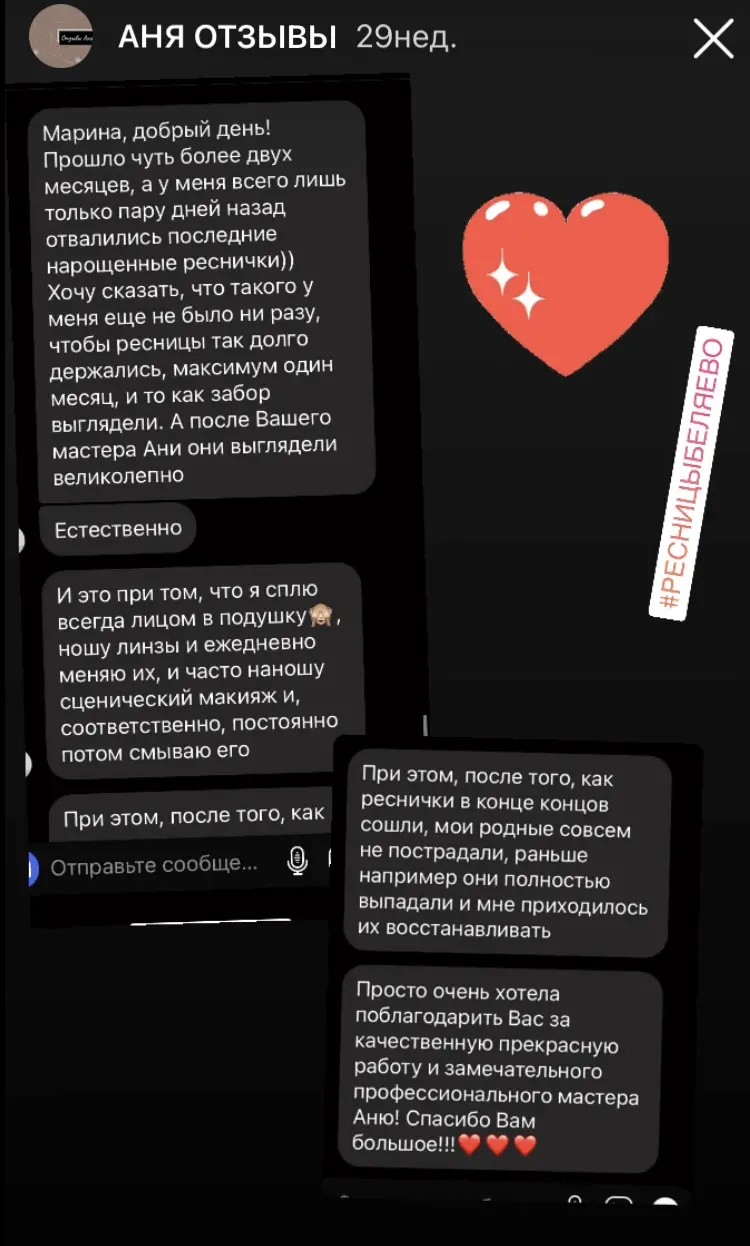 АНЯ ОТЗЫВЫ 29нед.
Марина, добрый день!
Прошло чуть более двух
месяцев, а у меня всего лишь
только пару дней назад
отвалились последние
нарощенные реснички))
Хочу сказать, что такого у
меня еще не было ни разу,
чтобы ресницы так долго
держались, максимум один
месяц, и то как забор
выглядели. А после Вашего
мастера Ани они выглядели
великолепно
Естественно
И это при том, что я сплю
всегда лицом в подушку🙈,
ношу линзы и ежедневно
меняю их, и часто наношу
сценический макияж и,
соответственно, постоянно
потом смываю его
При этом, после того, как
Отправьте сообще...
#РЕСНИЦЫБЕЛЯЕВО
При этом, после того, как
реснички в конце концов
сошли, мои родные совсем
не пострадали, раньше
например они полностью
выпадали и мне приходилось
их восстанавливать
Просто очень хотела
поблагодарить Вас за
качественную прекрасную
работу и замечательного
профессионального мастера
Аню! Спасибо Вам
большое!!!❤️❤️❤️